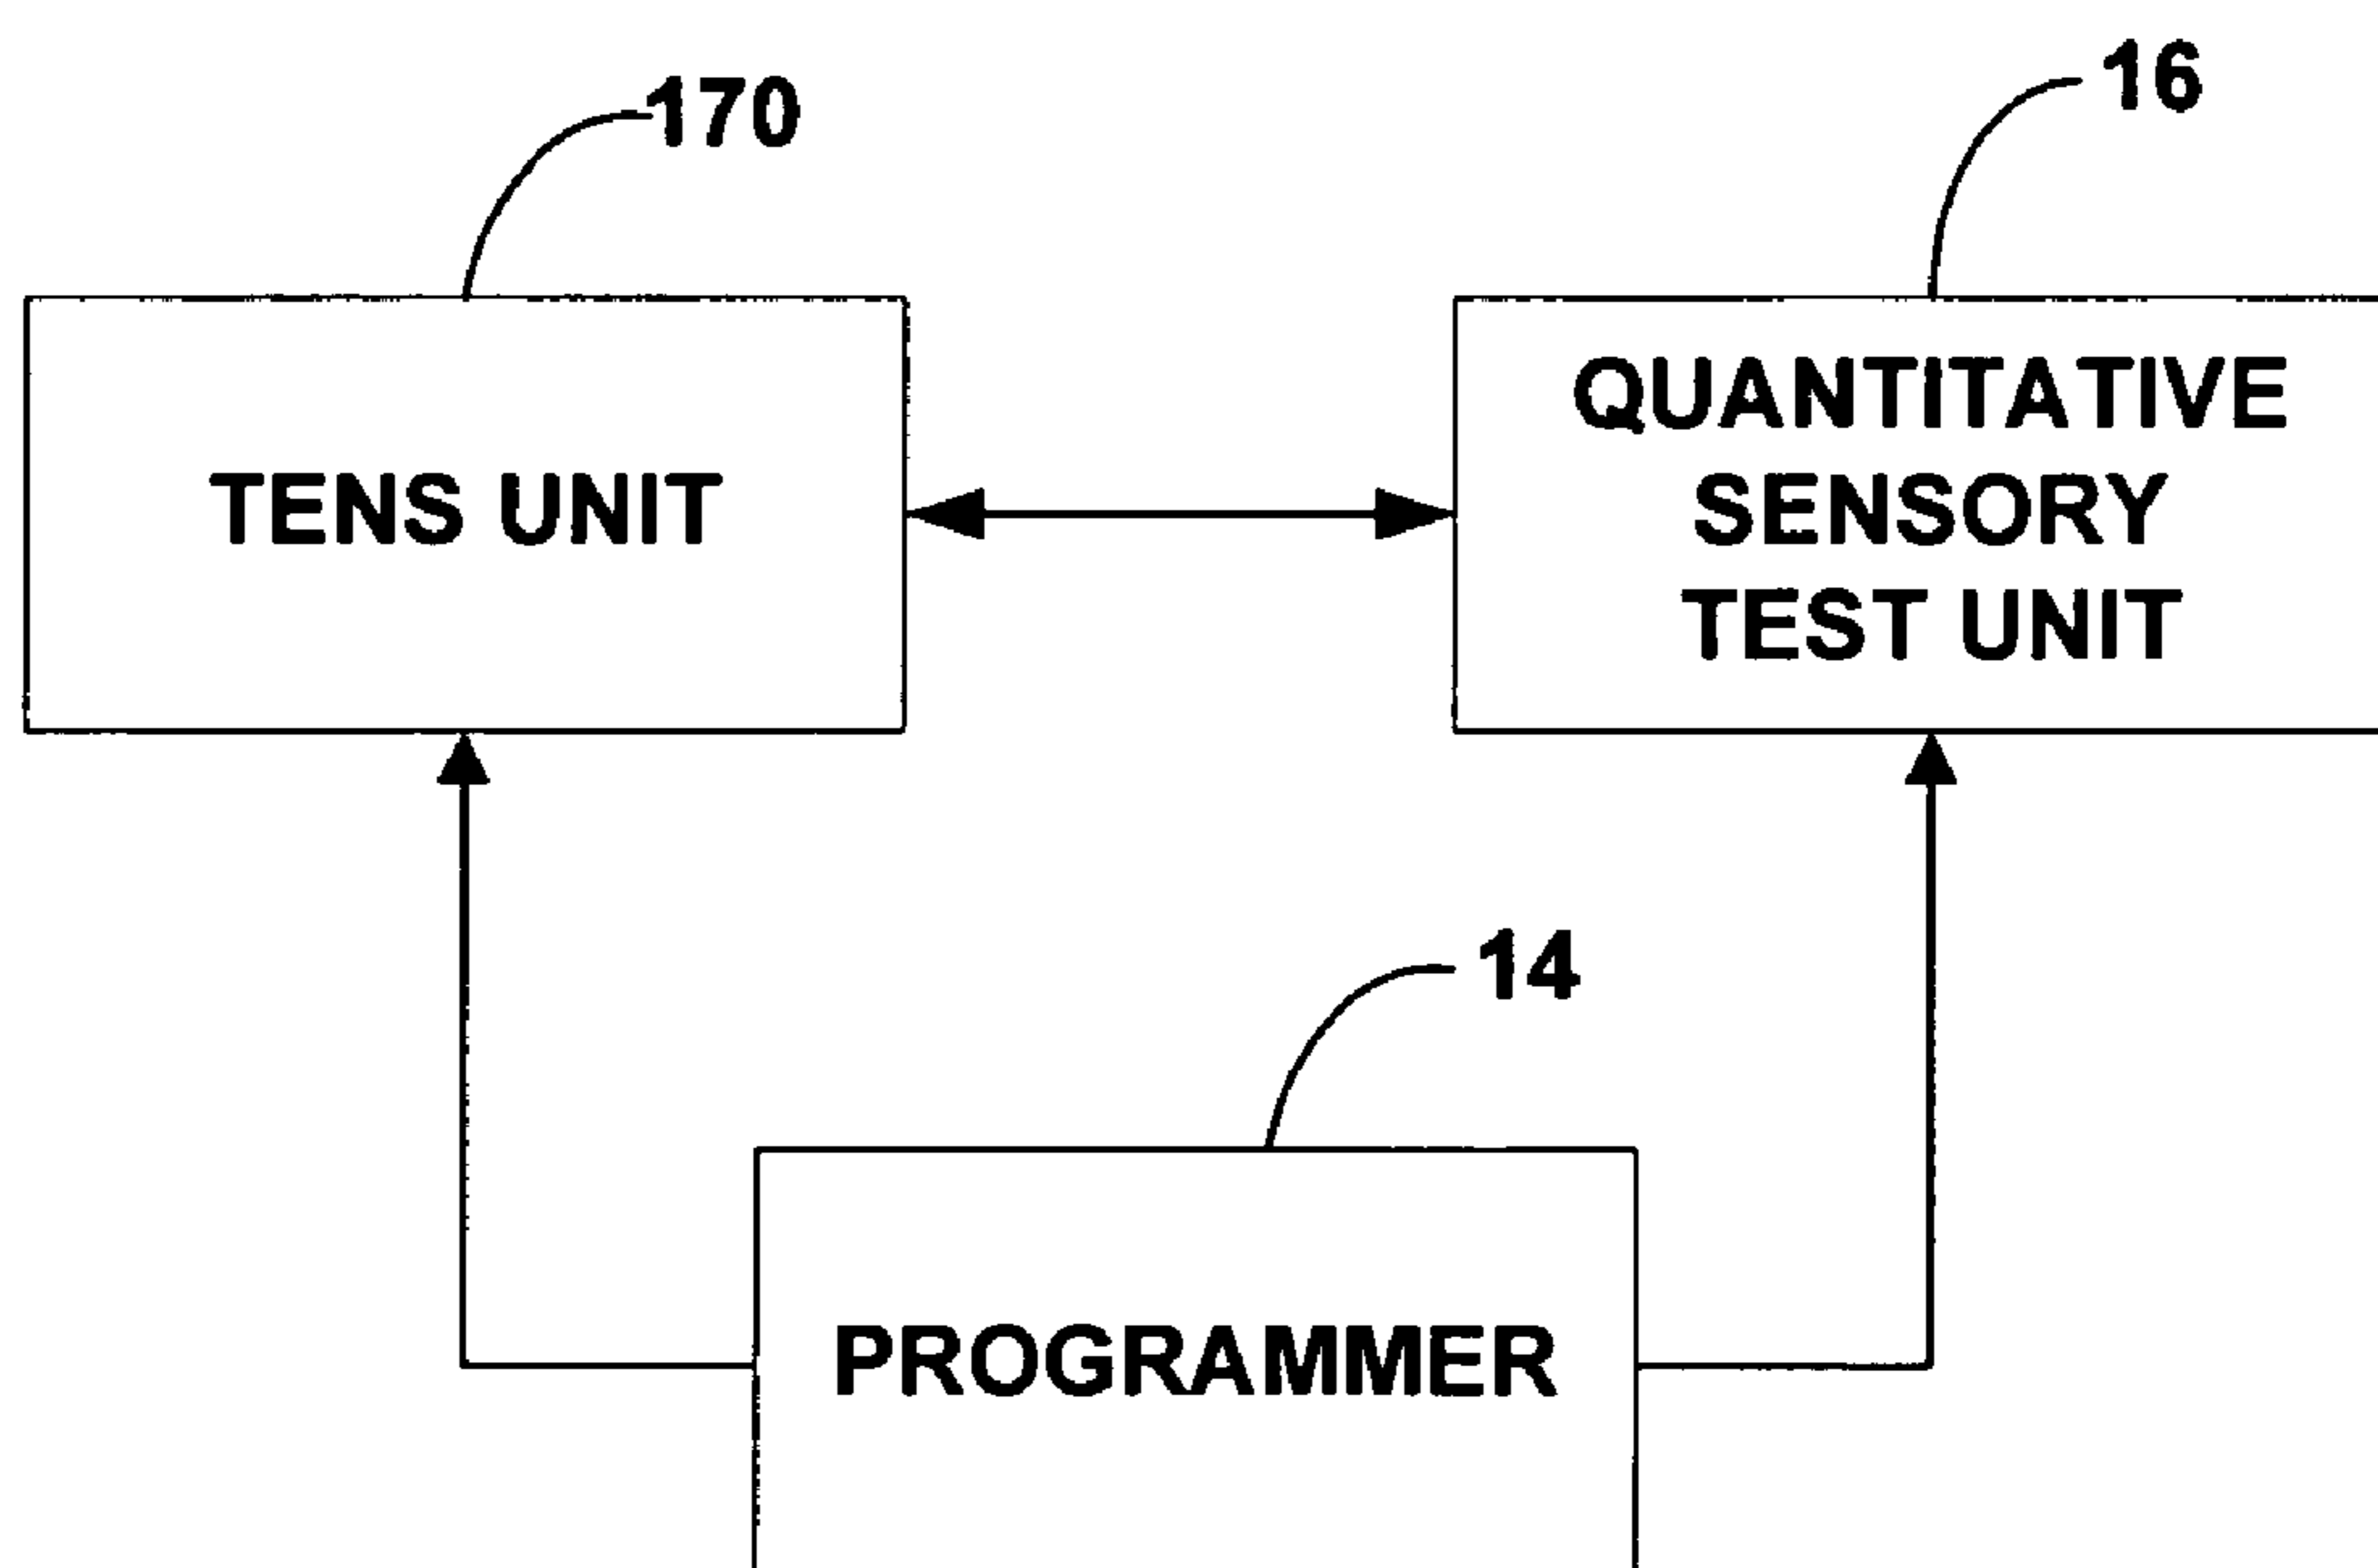 170
16
TENS UNIT
QUANTITATIVE
SENSORY
TEST UNIT
14
PROGRAMMER